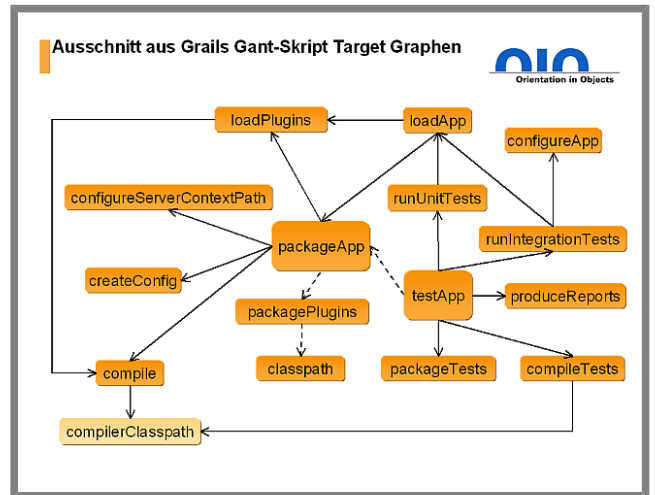 Ausschnitt aus Grails Gant-Skript Target Graphen
OIO
Orientation in Objects
loadPlugins
loadApp
configureApp
configureServerContextPath
runUnitTests
packageApp
runIntegrationTests
createConfig
testApp
produceReports
packagePlugins
compile
classpath
packageTests
compileTests
compilerClasspath